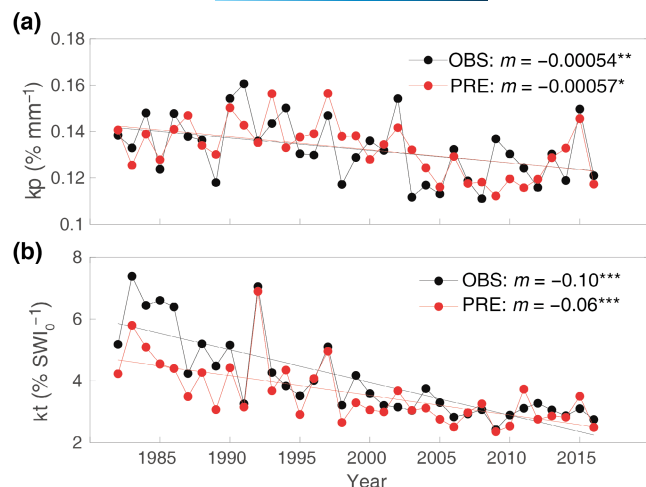 (a)
0.18
0.16
0.14
0.12
0.1
kp (% mm⁻¹)
OBS: m = −0.00054**
PRE: m = −0.00057*
(b)
8
6
4
2
kt (% SWI₀⁻¹)
OBS: m = −0.10***
PRE: m = −0.06***
1985 1990 1995 2000 2005 2010 2015
Year